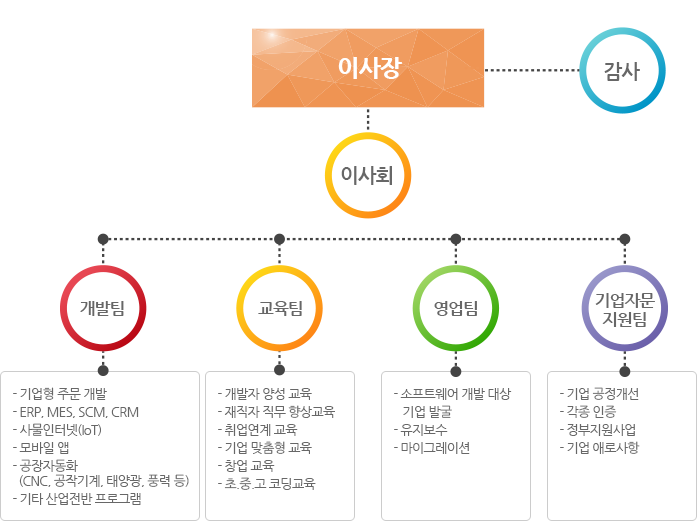 이사장
감사
이사회
개발팀
교육팀
영업팀
기업자문
지원팀
- 기업형 주문 개발
- ERP, MES, SCM, CRM
- 사물인터넷(IoT)
- 모바일 앱
- 공장자동화
(CNC, 공작기계, 태양광, 풍력 등)
- 기타 산업전반 프로그램
- 개발자 양성 교육
- 재직자 직무 향상교육
- 취업연계 교육
- 기업 맞춤형 교육
- 창업 교육
- 초.중.고 코딩교육
- 소프트웨어 개발 대상
기업 발굴
- 유지보수
- 마이그레이션
- 기업 공정개선
- 각종 인증
- 정부지원사업
- 기업 애로사항